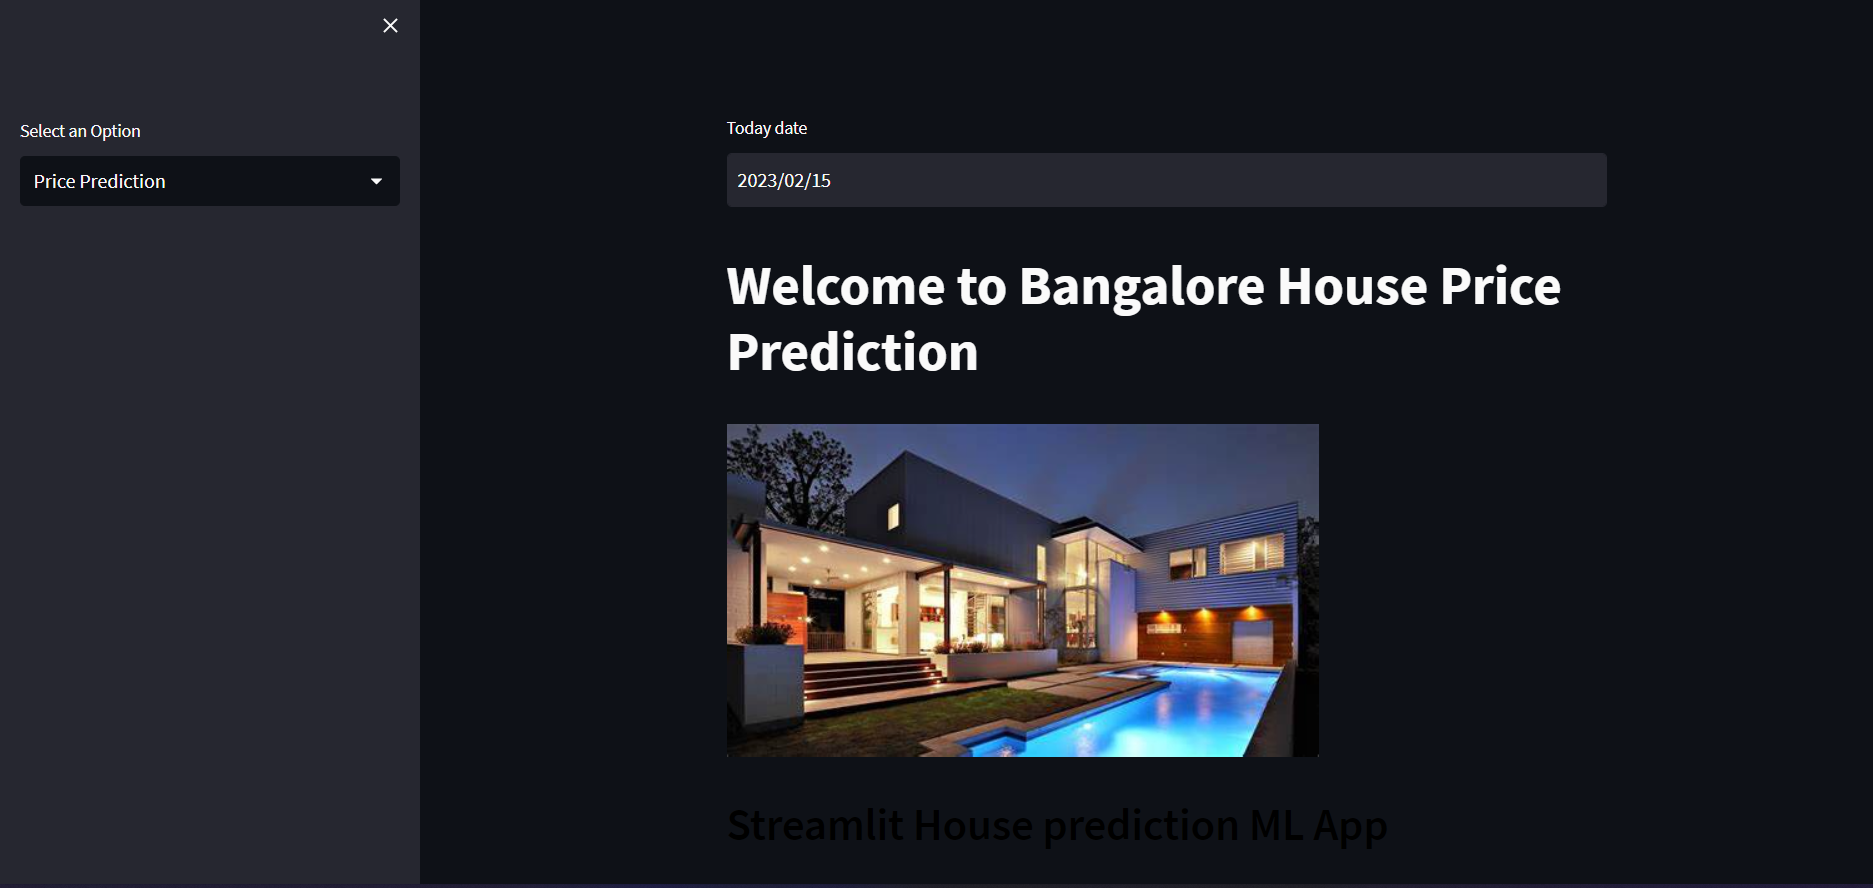 Select an Option
Price Prediction
Today date
2023/02/15
Welcome to Bangalore House Price
Prediction
Streamlit House prediction ML App